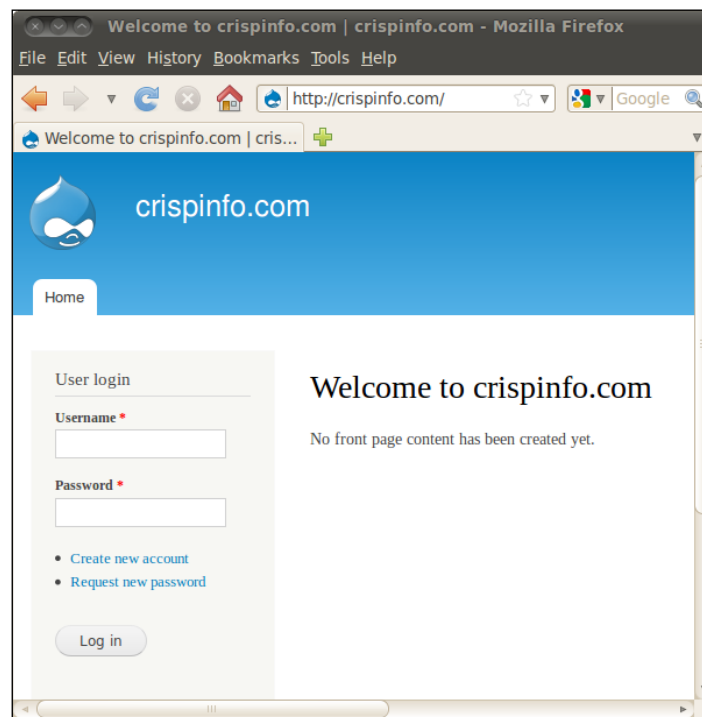 Welcome to crispinfo.com | crispinfo.com - Mozilla Firefox
File Edit View History Bookmarks Tools Help
http://crispinfo.com/ Google
Welcome to crispinfo.com | cris...
crispinfo.com
Home
User login
Username *
Password *
Create new account
Request new password
Log in
Welcome to crispinfo.com
No front page content has been created yet.